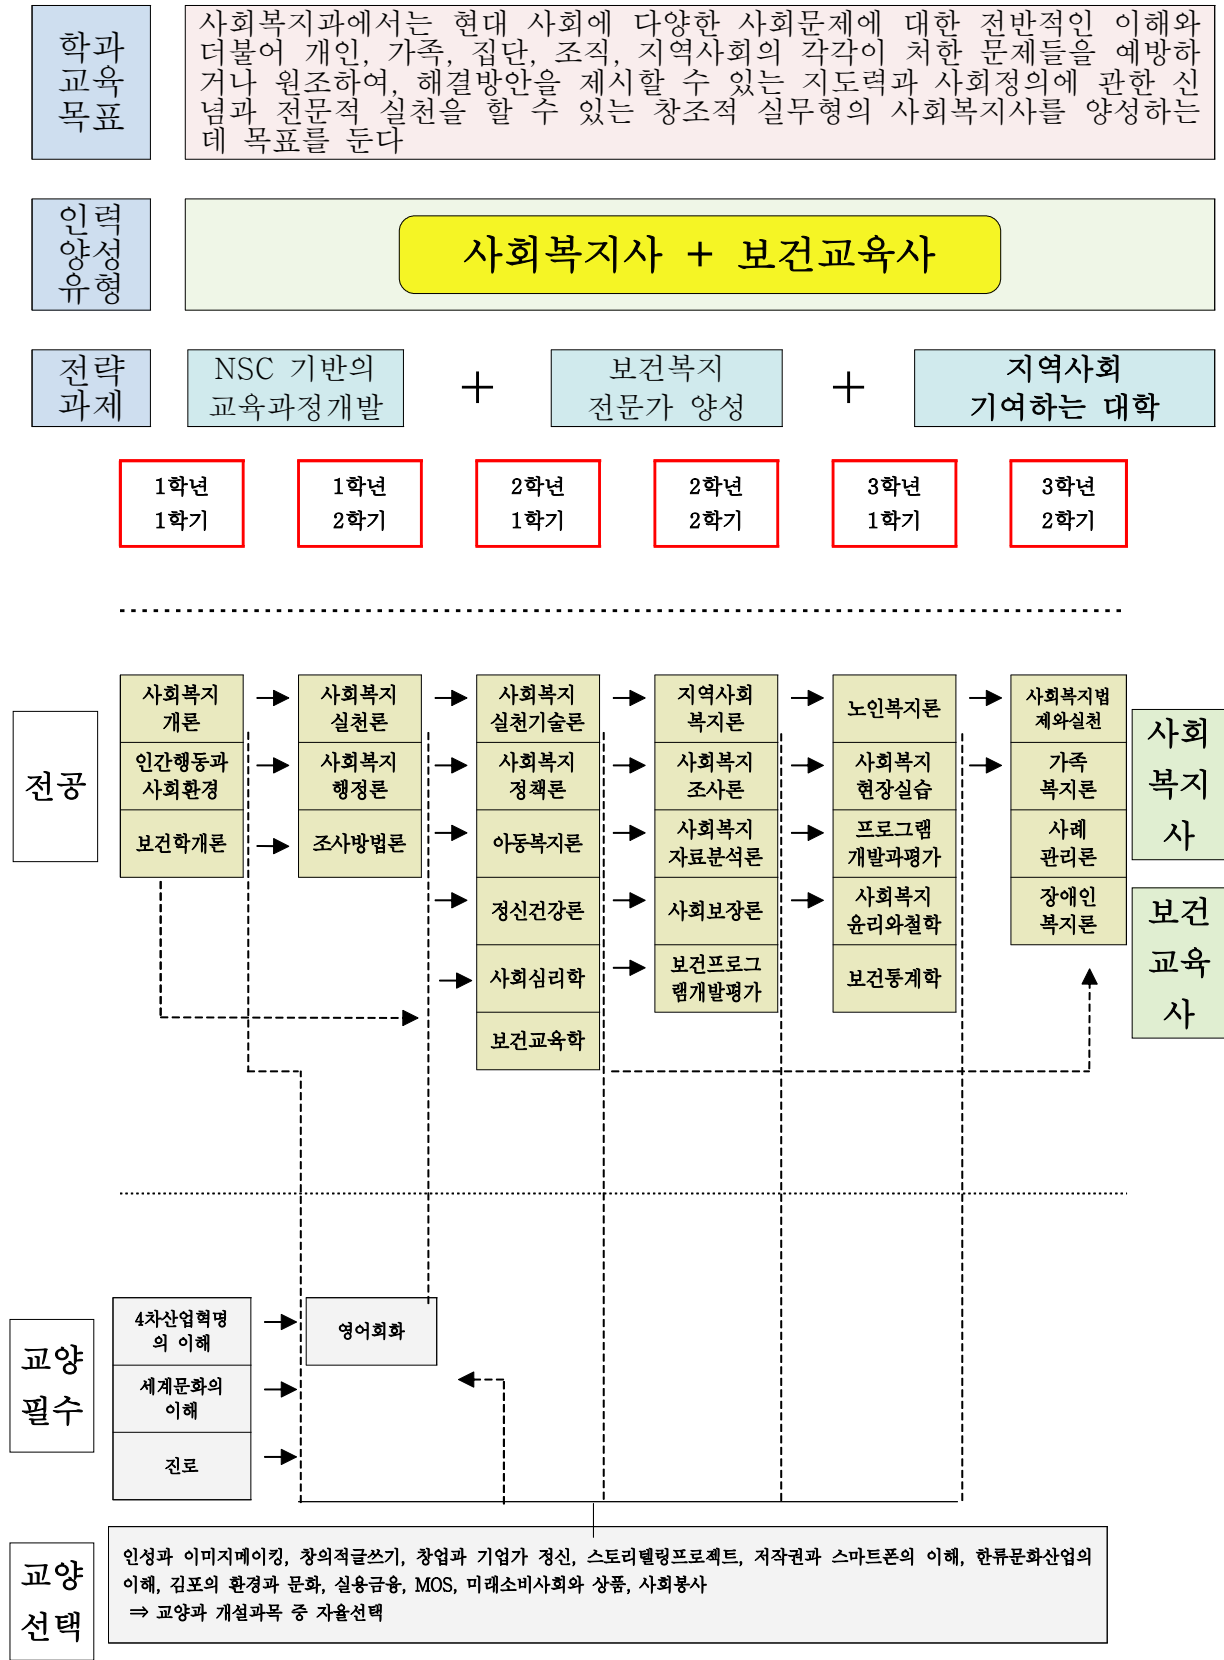 학과
교육
목표
사회복지과에서는 현대 사회에 다양한 사회문제에 대한 전반적인 이해와
더불어 개인, 가족, 집단, 조직, 지역사회의 각각이 처한 문제들을 예방하
거나 원조하여, 해결방안을 제시할 수 있는 지도력과 사회정의에 관한 신
념과 전문적 실천을 할 수 있는 창조적 실무형의 사회복지사를 양성하는
데 목표를 둔다
인력
양성
유형
사회복지사 + 보건교육사
전략
과제
NSC 기반의
교육과정개발
+
보건복지
전문가 양성
+
지역사회
기여하는 대학
1학년
1학기
1학년
2학기
2학년
1학기
2학년
2학기
3학년
1학기
3학년
2학기
전공
사회복지
개론
인간행동과
사회환경
보건학개론
사회복지
실천론
사회복지
행정론
조사방법론
사회복지
실천기술론
사회복지
정책론
아동복지론
정신건강론
사회심리학
보건교육학
지역사회
복지론
사회복지
조사론
사회복지
자료분석론
사회보장론
보건프로그
램개발평가
노인복지론
사회복지
현장실습
프로그램
개발과평가
사회복지
윤리와철학
보건통계학
사회복지법
제와실천
가족
복지론
사례
관리론
장애인
복지론
사회
복지
사
보건
교육
사
교양
필수
4차산업혁명
의 이해
세계문화의
이해
진로
영어회화
교양
선택
인성과 이미지메이킹, 창의적글쓰기, 창업과 기업가 정신, 스토리텔링프로젝트, 저작권과 스마트폰의 이해, 한류문화산업의
이해, 김포의 환경과 문화, 실용금융, MOS, 미래소비사회와 상품, 사회봉사
⇒ 교양과 개설과목 중 자율선택